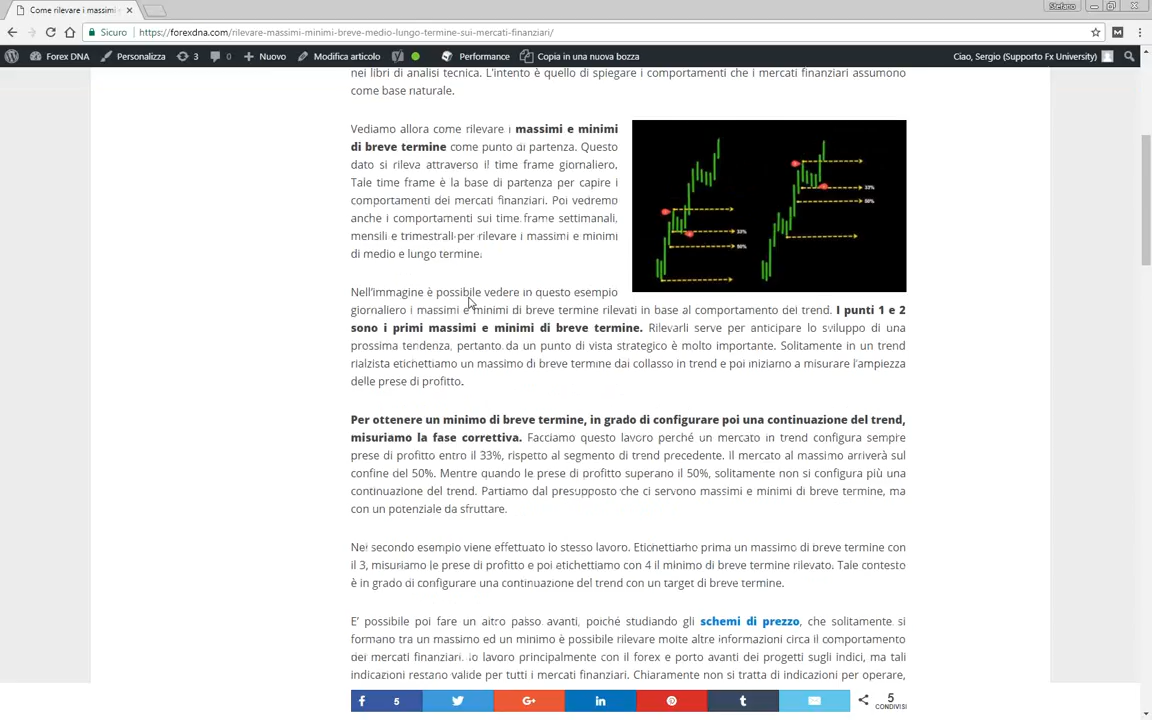 Come rilevare i massimi
Stefano
Sicuro
https://forexdna.com/rilevare-massimi-minimi-breve-medio-lungo-termine-sui-mercati-finanziari/
Forex DNA
Personalizza
3
0
Nuovo
Modifica articolo
Performance
Copia in una nuova bozza
Ciao, Sergio (Supporto Fx University)
nei libri di analisi tecnica. L'intento è quello di spiegare i comportamenti che i mercati finanziari assumono
come base naturale.
Vediamo allora come rilevare i massimi e minimi
di breve termine come punto di partenza. Questo
dato si rileva attraverso il time frame giornaliero.
Tale time frame è la base di partenza per capire i
comportamenti dei mercati finanziari. Poi vedremo
anche i comportamenti sui time frame settimanali,
mensili e trimestrali per rilevare i massimi e minimi
di medio e lungo termine.
33%
50%
33%
50%
Nell'immagine è possibile vedere in questo esempio
giornaliero i massimi e minimi di breve termine rilevati in base al comportamento del trend. I punti 1 e 2
sono i primi massimi e minimi di breve termine. Rilevarli serve per anticipare lo sviluppo di una
prossima tendenza, pertanto da un punto di vista strategico è molto importante. Solitamente in un trend
rialzista etichettiamo un massimo di breve termine dal collasso in trend e poi iniziamo a misurare l'ampiezza
delle prese di profitto.
Per ottenere un minimo di breve termine, in grado di configurare poi una continuazione del trend,
misuriamo la fase correttiva. Facciamo questo lavoro perché un mercato in trend configura sempre
prese di profitto entro il 33%, rispetto al segmento di trend precedente. Il mercato al massimo arriverà sul
confine del 50%. Mentre quando le prese di profitto superano il 50%, solitamente non si configura più una
continuazione del trend. Partiamo dal presupposto che ci servono massimi e minimi di breve termine, ma
con un potenziale da sfruttare.
Nel secondo esempio viene effettuato lo stesso lavoro. Etichettiamo prima un massimo di breve termine con
il 3, misuriamo le prese di profitto e poi etichettiamo con 4 il minimo di breve termine rilevato. Tale contesto
è in grado di configurare una continuazione del trend con un target di breve termine.
E' possibile poi fare un altro passo avanti, poiché studiando gli schemi di prezzo, che solitamente si
formano tra un massimo ed un minimo è possibile rilevare molte altre informazioni circa il comportamento
dei mercati finanziari. Io lavoro principalmente con il forex e porto avanti dei progetti sugli indici, ma tali
indicazioni restano valide per tutti i mercati finanziari. Chiaramente non si tratta di indicazioni per operare,
5
5
CONDIVISI